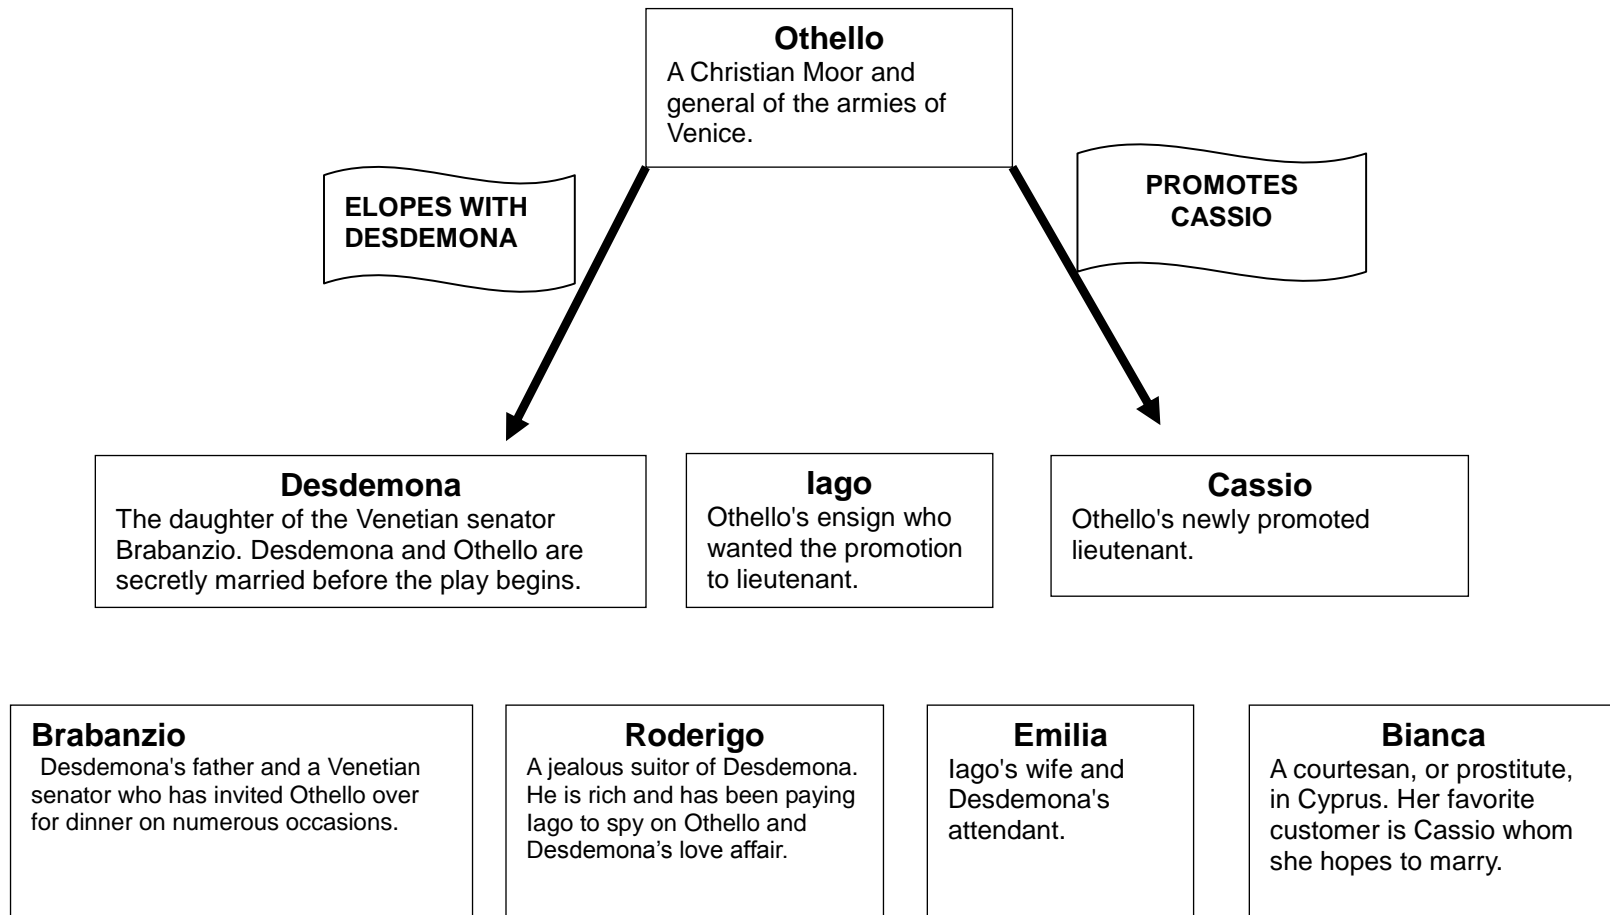 Othello
A Christian Moor and
general of the armies of
Venice.
ELOPES WITH
DESDEMONA
PROMOTES
CASSIO
Desdemona
The daughter of the Venetian senator
Brabanzio. Desdemona and Othello are
secretly married before the play begins.
Iago
Othello's ensign who
wanted the promotion
to lieutenant.
Cassio
Othello's newly promoted
lieutenant.
Brabanzio
Desdemona's father and a Venetian
senator who has invited Othello over
for dinner on numerous occasions.
Roderigo
A jealous suitor of Desdemona.
He is rich and has been paying
Iago to spy on Othello and
Desdemona’s love affair.
Emilia
Iago's wife and
Desdemona's
attendant.
Bianca
A courtesan, or prostitute,
in Cyprus. Her favorite
customer is Cassio whom
she hopes to marry.